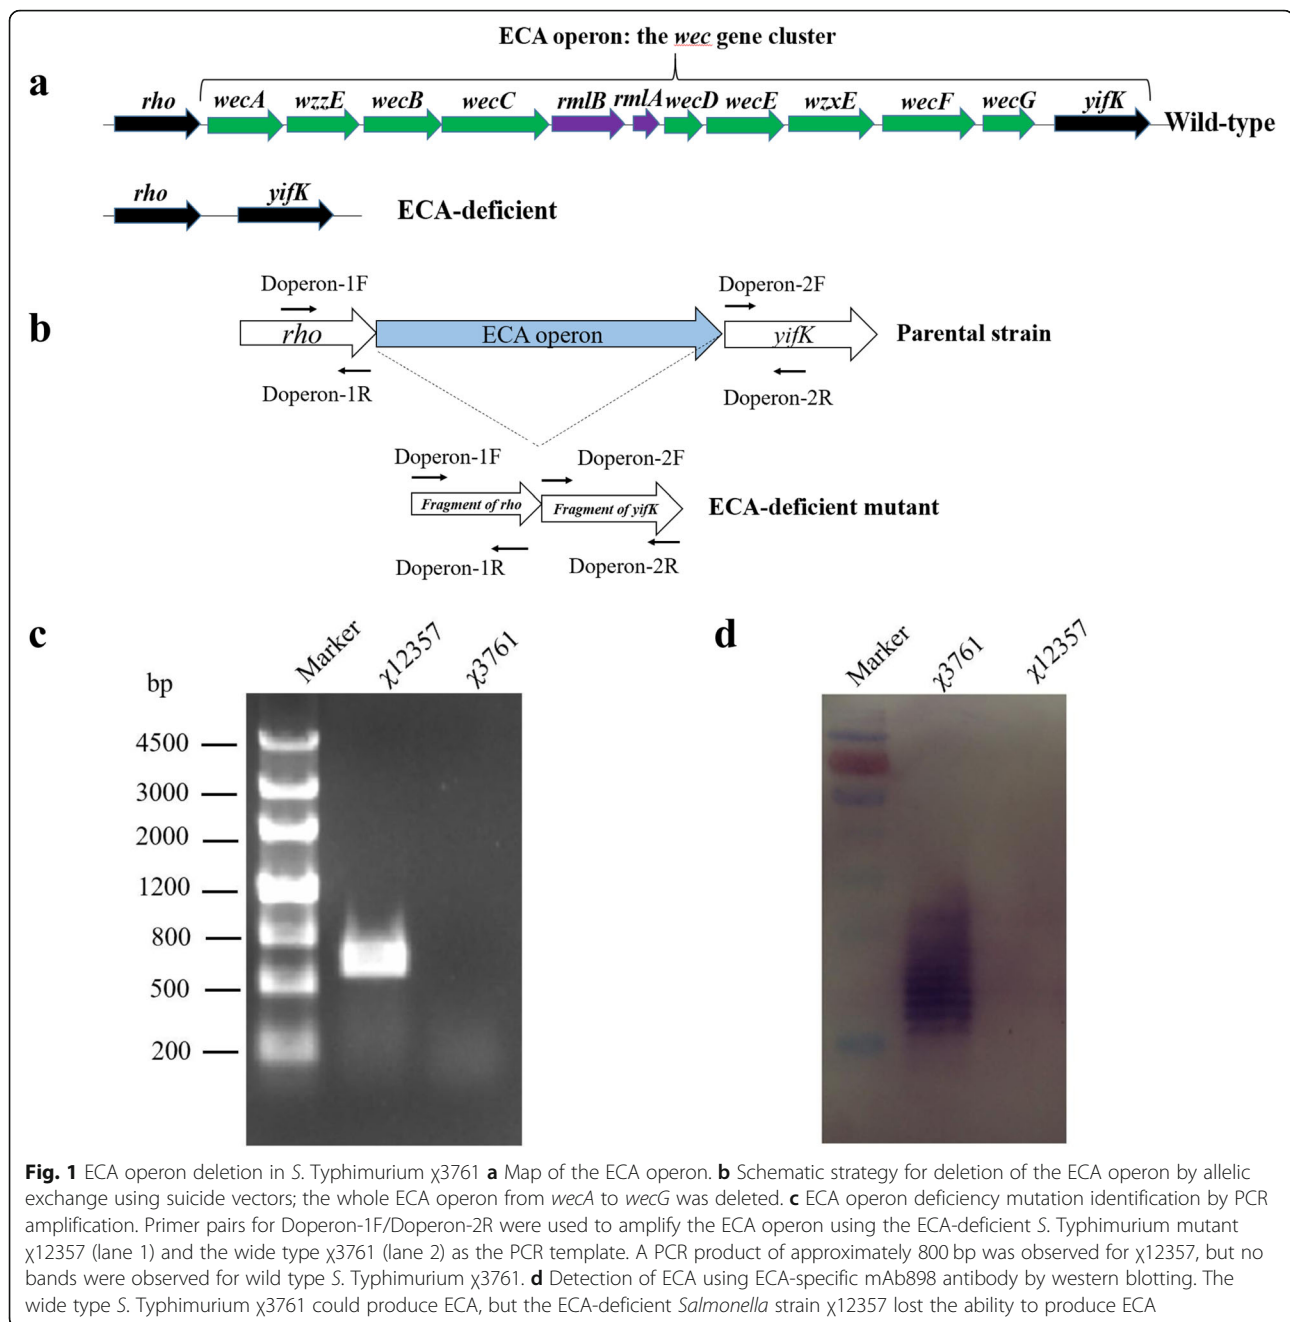 ECA operon: the wec gene cluster
a
rho wecA wzzE wecB wecC rmlB rmlA wecD wecE wzxE wecF wecG yifK
Wild-type
rho yifK
ECA-deficient
b
Doperon-1F Doperon-2F
rho ECA operon yifK Parental strain
Doperon-1R Doperon-2R
Doperon-1F Doperon-2F
Fragment of rho Fragment of yifK ECA-deficient mutant
Doperon-1R Doperon-2R
c
Marker χ12357 χ3761
bp
4500
3000
2000
1200
800
500
200
d
Marker χ3761 χ12357
Fig. 1 ECA operon deletion in S. Typhimurium χ3761 a Map of the ECA operon. b Schematic strategy for deletion of the ECA operon by allelic
exchange using suicide vectors; the whole ECA operon from wecA to wecG was deleted. c ECA operon deficiency mutation identification by PCR
amplification. Primer pairs for Doperon-1F/Doperon-2R were used to amplify the ECA operon using the ECA-deficient S. Typhimurium mutant
χ12357 (lane 1) and the wide type χ3761 (lane 2) as the PCR template. A PCR product of approximately 800 bp was observed for χ12357, but no
bands were observed for wild type S. Typhimurium χ3761. d Detection of ECA using ECA-specific mAb898 antibody by western blotting. The
wide type S. Typhimurium χ3761 could produce ECA, but the ECA-deficient Salmonella strain χ12357 lost the ability to produce ECA